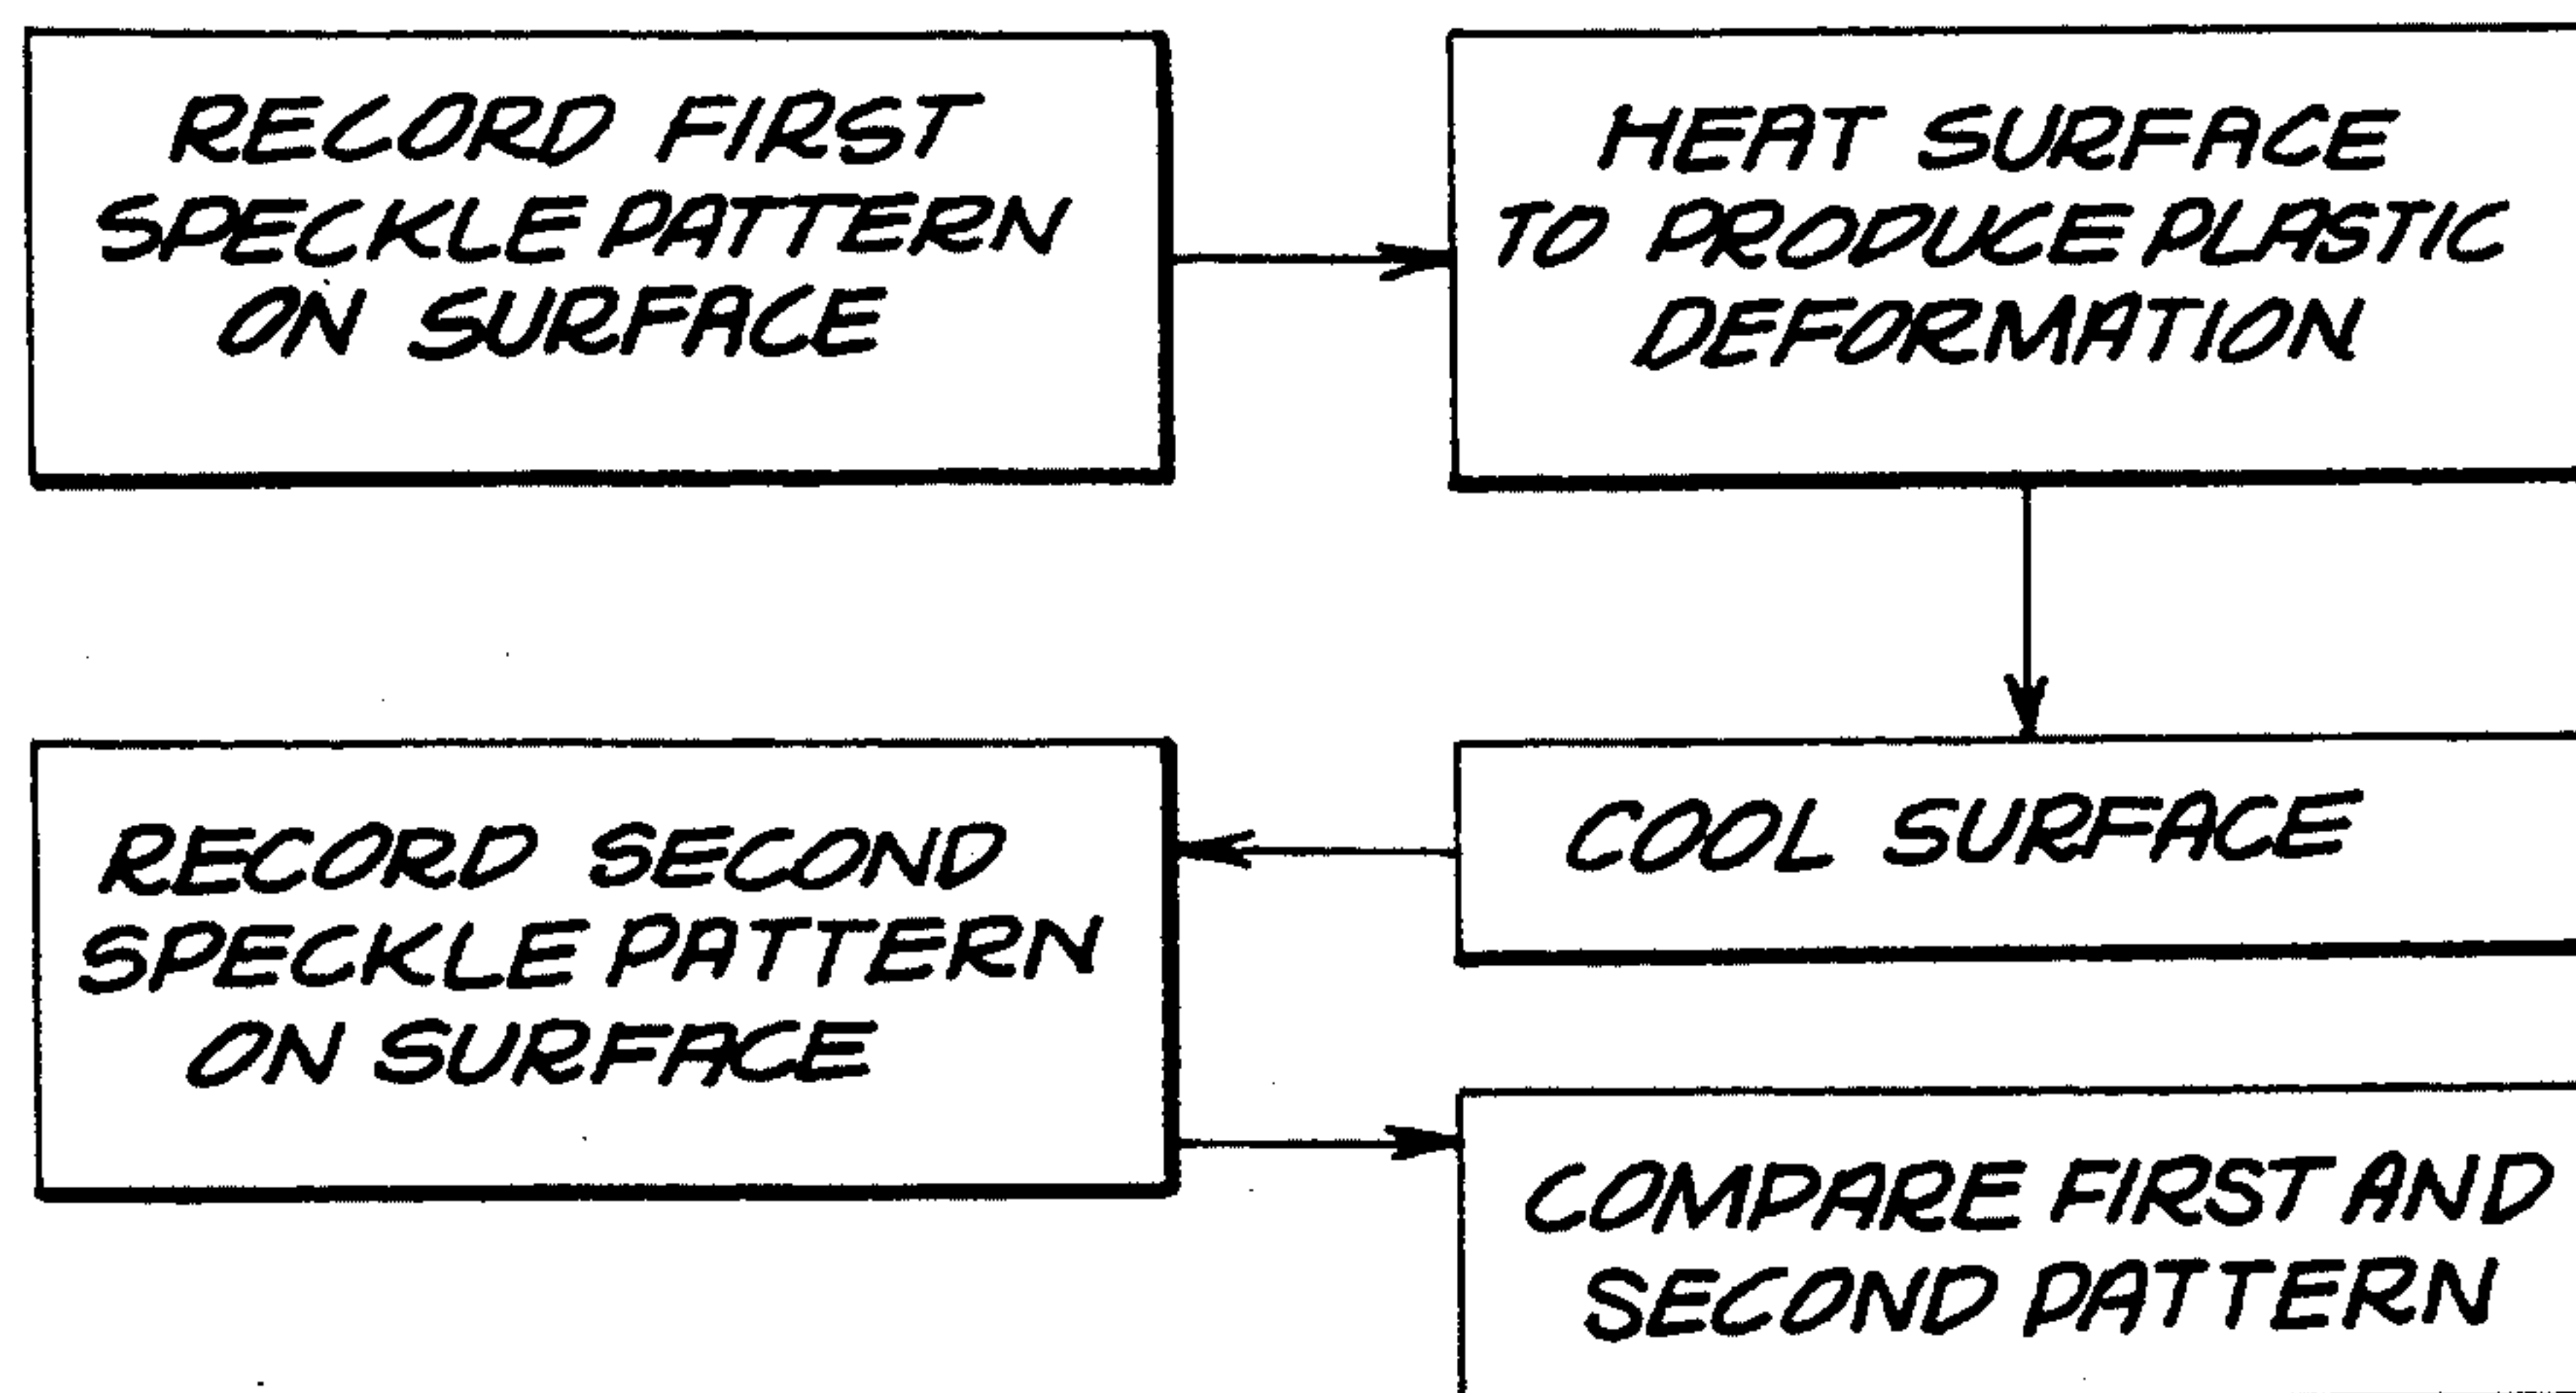 RECORD FIRST
SPECKLE PATTERN
ON SURFACE
HEAT SURFACE
TO PRODUCE PLASTIC
DEFORMATION
COOL SURFACE
RECORD SECOND
SPECKLE PATTERN
ON SURFACE
COMPARE FIRST AND
SECOND PATTERN